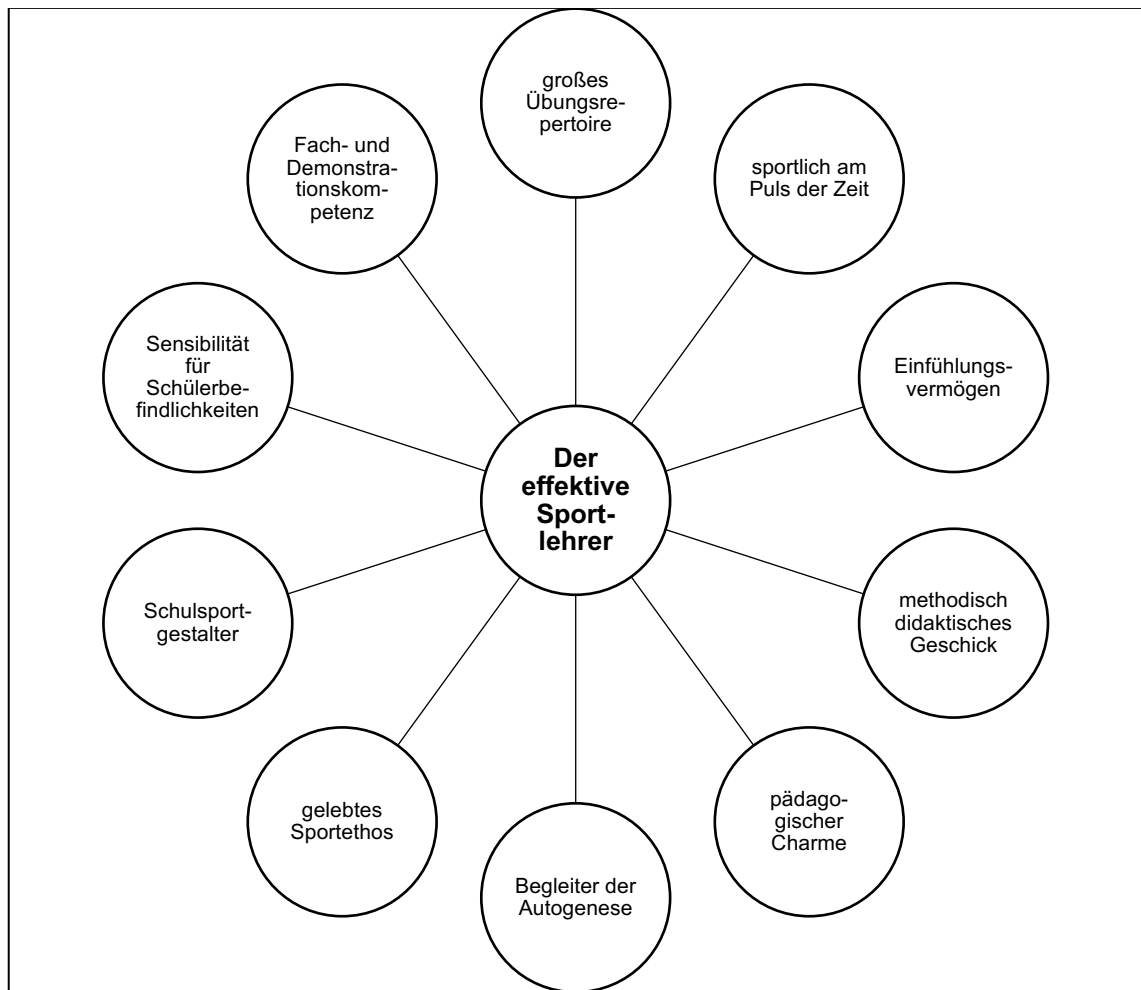 großes
Übungsre-
pertoire
sportlich am
Puls der Zeit
Einfühlungs-
vermögen
methodisch
didaktisches
Geschick
pädago-
gischer
Charme
Begleiter der
Autogenese
gelebtes
Sportethos
Schulsport-
gestalter
Sensibilität
für
Schülerbe-
findlichkeiten
Fach- und
Demonstra-
tionskom-
petenz
Der
effektive
Sport-
lehrer